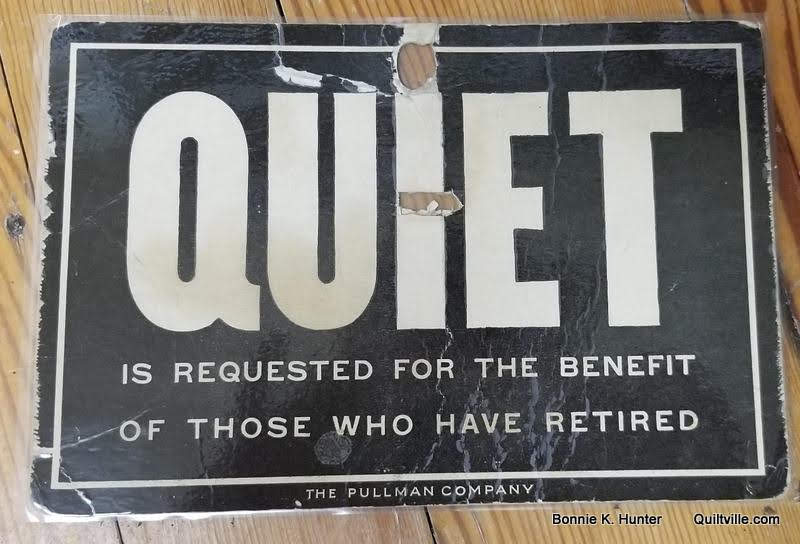 QUIET
IS REQUESTED FOR THE BENEFIT
OF THOSE WHO HAVE RETIRED
THE PULLMAN COMPANY
Bonnie K. Hunter Quiltville.com